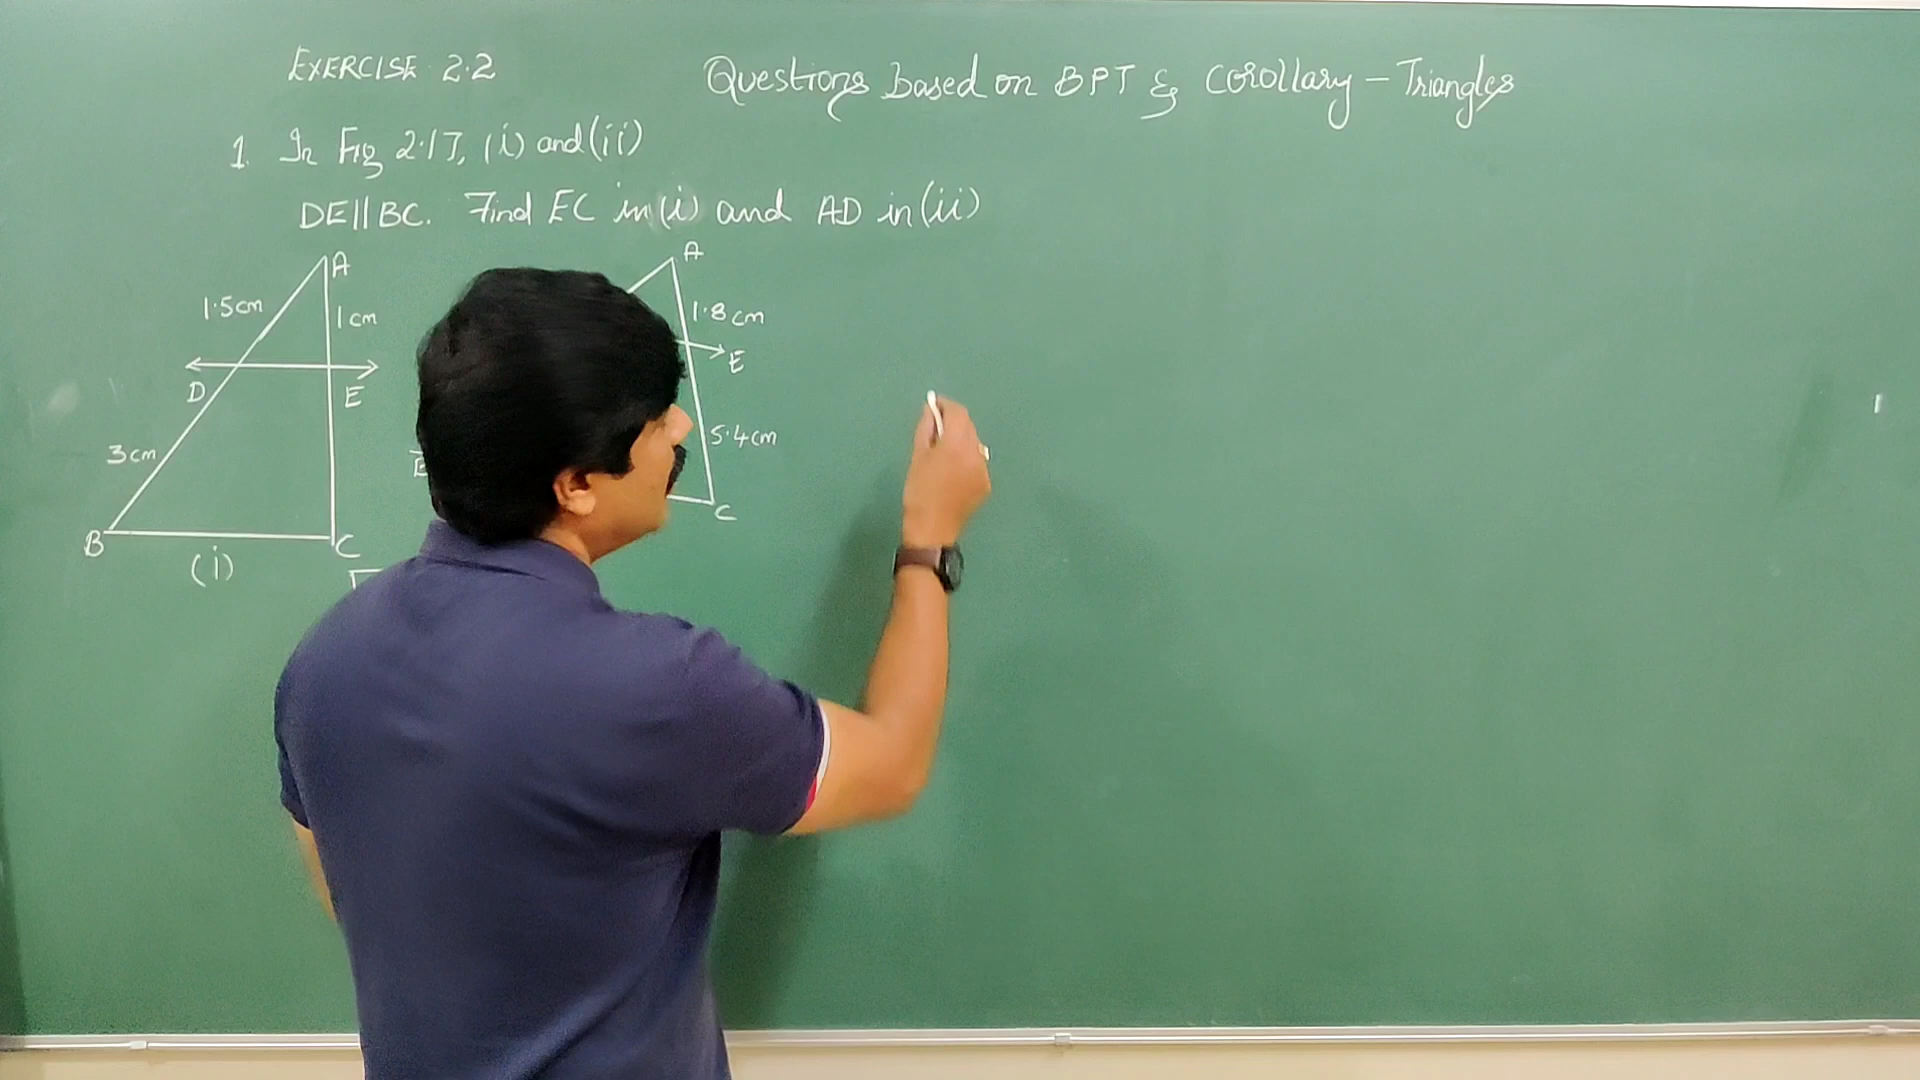 EXERCISE 2.2
Questions based on BPT & Corollary - Triangles
1. In Fig 2.17, (i) and (ii)
DE||BC. Find EC in (i) and AD in (ii)
A
1.5cm
1cm
D
E
3cm
B
C
(i)
A
1.8cm
E
5.4cm
C